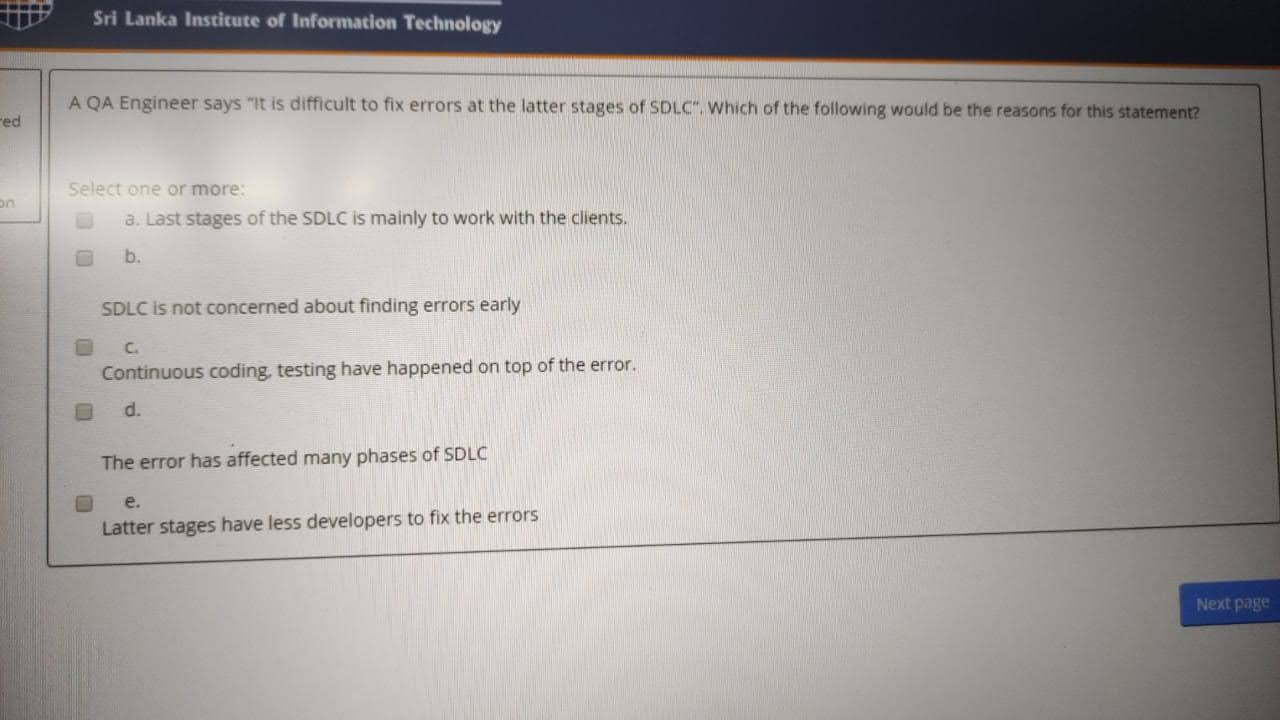 Sri Lanka Institute of Information Technology
A QA Engineer says "It is difficult to fix errors at the latter stages of SDLC". Which of the following would be the reasons for this statement?
Select one or more:
a. Last stages of the SDLC is mainly to work with the clients.
b.
SDLC is not concerned about finding errors early
c.
Continuous coding, testing have happened on top of the error.
d.
The error has affected many phases of SDLC
e.
Latter stages have less developers to fix the errors
Next page